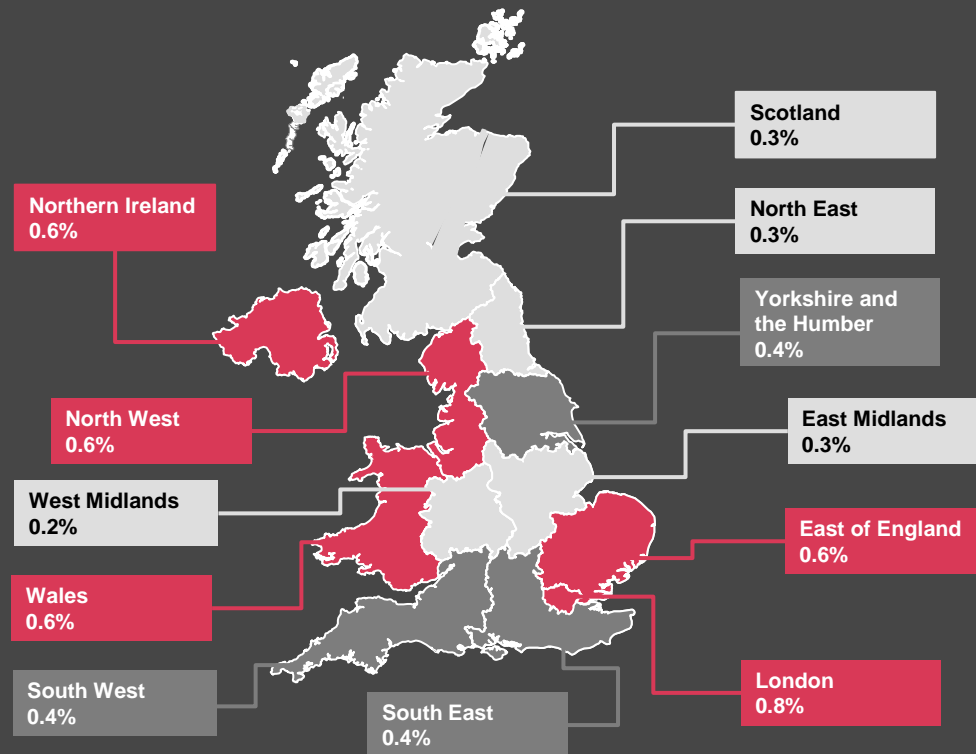 Scotland
0.3%
Northern Ireland
0.6%
North East
0.3%
Yorkshire and
the Humber
0.4%
North West
0.6%
East Midlands
0.3%
West Midlands
0.2%
East of England
0.6%
Wales
0.6%
South West
0.4%
South East
0.4%
London
0.8%